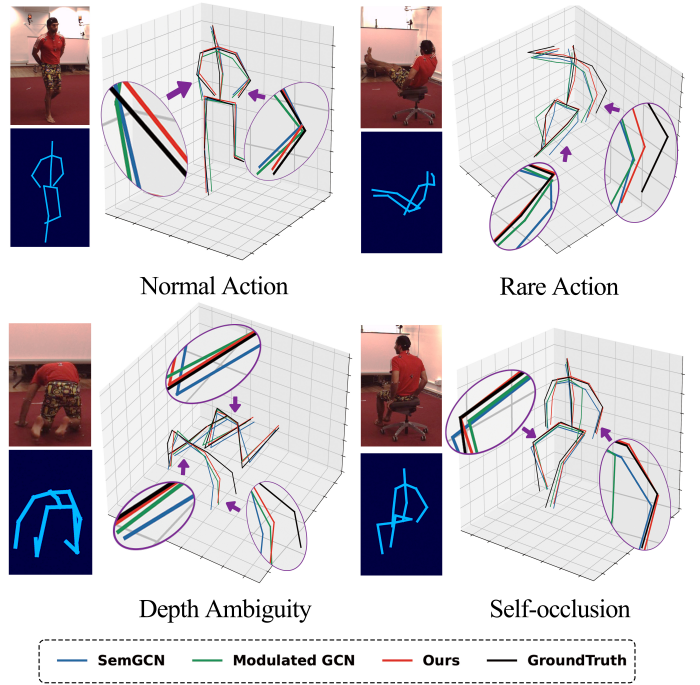 Normal Action
Rare Action
Depth Ambiguity
Self-occlusion
SemGCN
Modulated GCN
Ours
GroundTruth